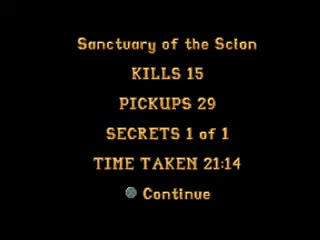 Sanctuary of the Scion
KILLS 15
PICKUPS 29
SECRETS 1 of 1
TIME TAKEN 21:14
Continue